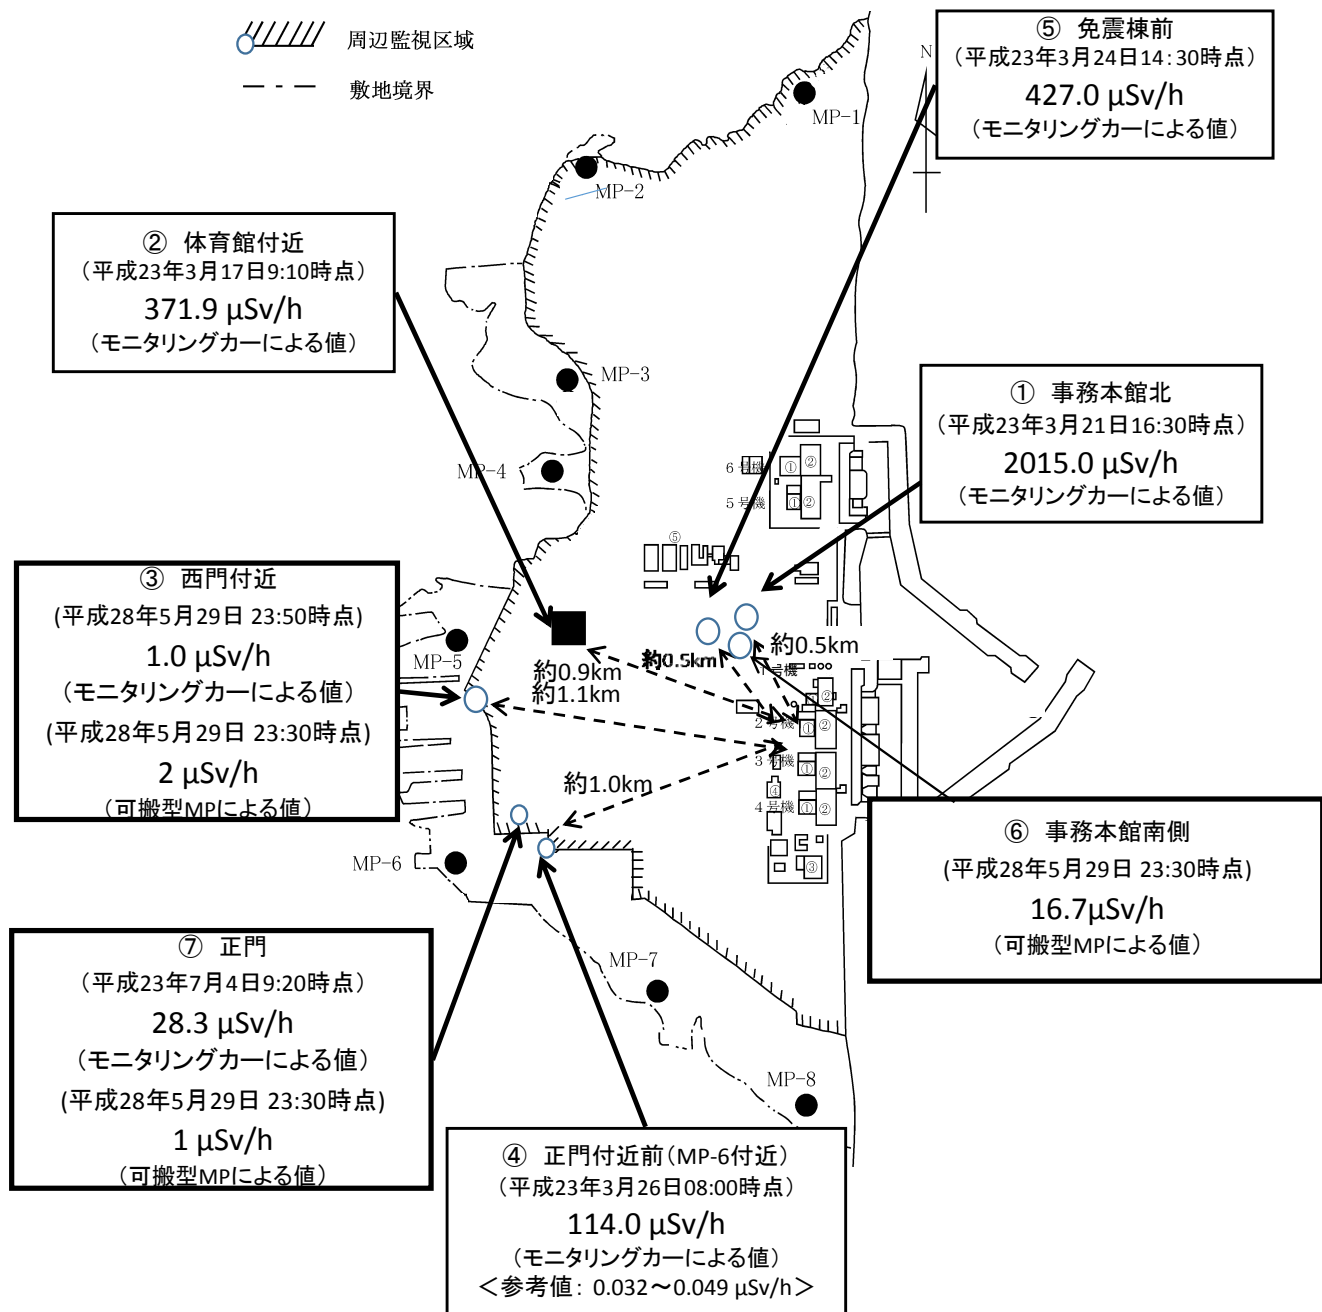 周辺監視区域
敷地境界
⑤ 免震棟前
(平成23年3月24日14:30時点)
427.0 μSv/h
(モニタリングカーによる値)
N
MP-1
MP-2
② 体育館付近
(平成23年3月17日9:10時点)
371.9 μSv/h
(モニタリングカーによる値)
MP-3
① 事務本館北
(平成23年3月21日16:30時点)
2015.0 μSv/h
(モニタリングカーによる値)
MP-4
6号機
① ②
5号機
① ②
⑤
③ 西門付近
(平成28年5月29日 23:50時点)
1.0 μSv/h
(モニタリングカーによる値)
(平成28年5月29日 23:30時点)
2 μSv/h
(可搬型MPによる値)
MP-5
約0.9km
約1.1km
約0.5km
約0.5km
1号機
②
2号機
① ②
3号機
① ②
約1.0km
④
4号機
① ②
③
MP-6
⑥ 事務本館南側
(平成28年5月29日 23:30時点)
16.7μSv/h
(可搬型MPによる値)
⑦ 正門
(平成23年7月4日9:20時点)
28.3 μSv/h
(モニタリングカーによる値)
(平成28年5月29日 23:30時点)
1 μSv/h
(可搬型MPによる値)
MP-7
MP-8
④ 正門付近前(MP-6付近)
(平成23年3月26日08:00時点)
114.0 μSv/h
(モニタリングカーによる値)
＜参考値: 0.032～0.049 μSv/h＞